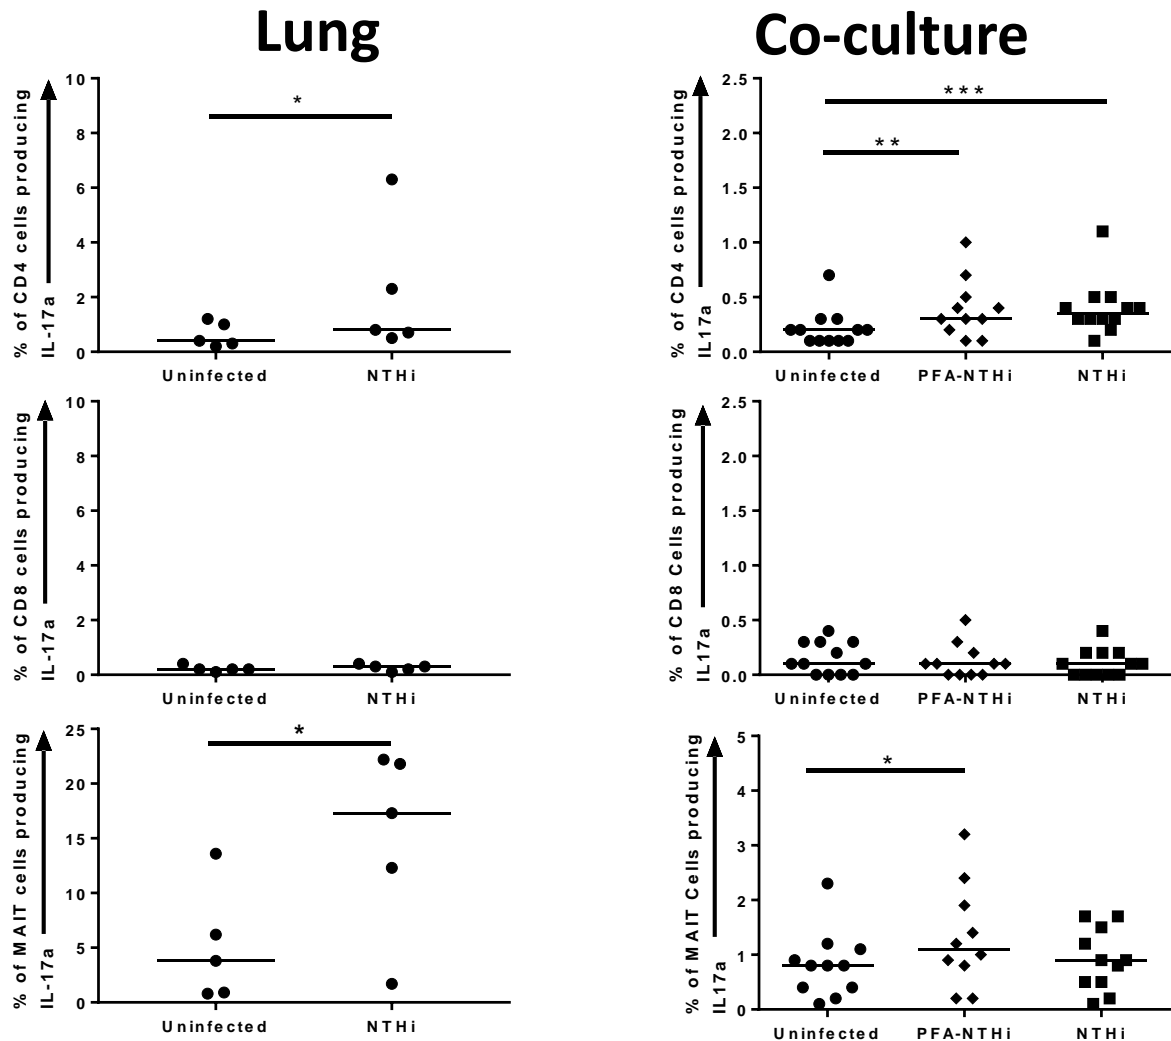 Lung
Co-culture
% of CD4 cells producing
IL-17a
10
8
6
4
2
0
*
Uninfected
NTHi
% of CD4 cells producing
IL17a
2.5
2.0
1.5
1.0
0.5
0.0
***
**
Uninfected
PFA-NTHi
NTHi
% of CD8 cells producing
IL-17a
10
8
6
4
2
0
Uninfected
NTHi
% of CD8 Cells producing
IL17a
2.5
2.0
1.5
1.0
0.5
0.0
Uninfected
PFA-NTHi
NTHi
% of MAIT cells producing
IL-17a
25
20
15
10
5
0
*
Uninfected
NTHi
% of MAIT Cells producing
IL17a
5
4
3
2
1
0
*
Uninfected
PFA-NTHi
NTHi